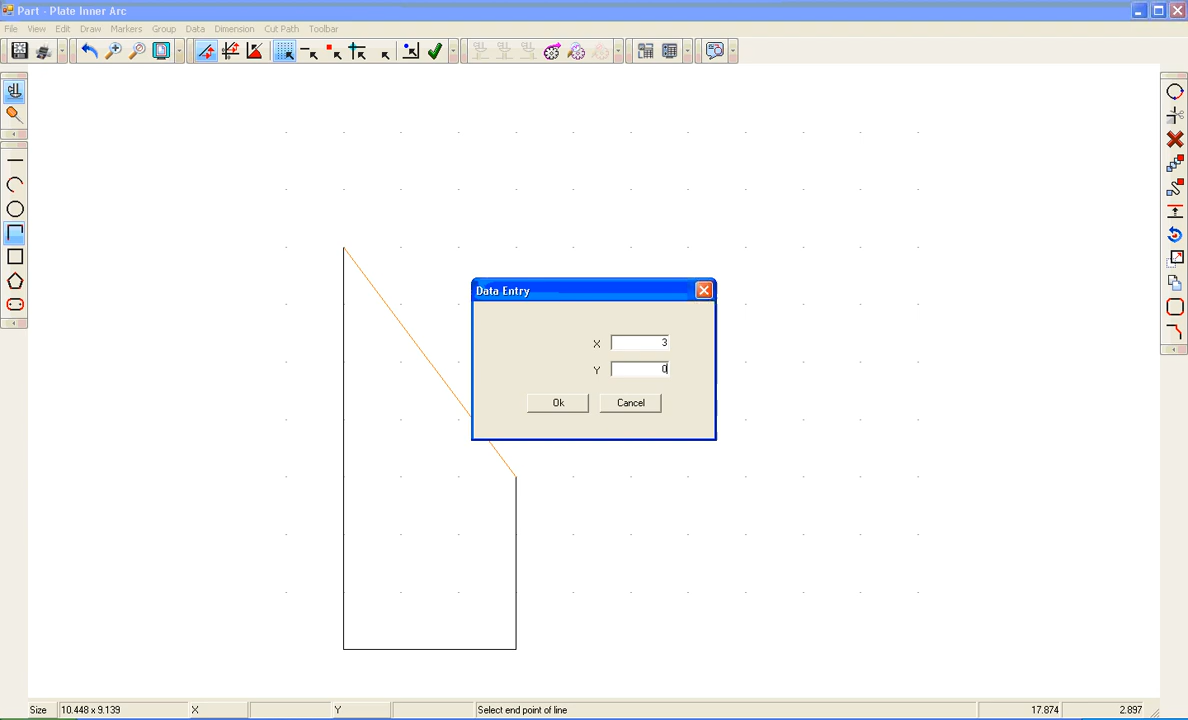 Part - Plate Inner Arc
File View Edit Draw Markers Group Data Dimension Cut Path Toolbar
Data Entry
X 3
Y 0
Ok Cancel
Size 10.448 x 9.139 X Y Select end point of line 17.874 2.897